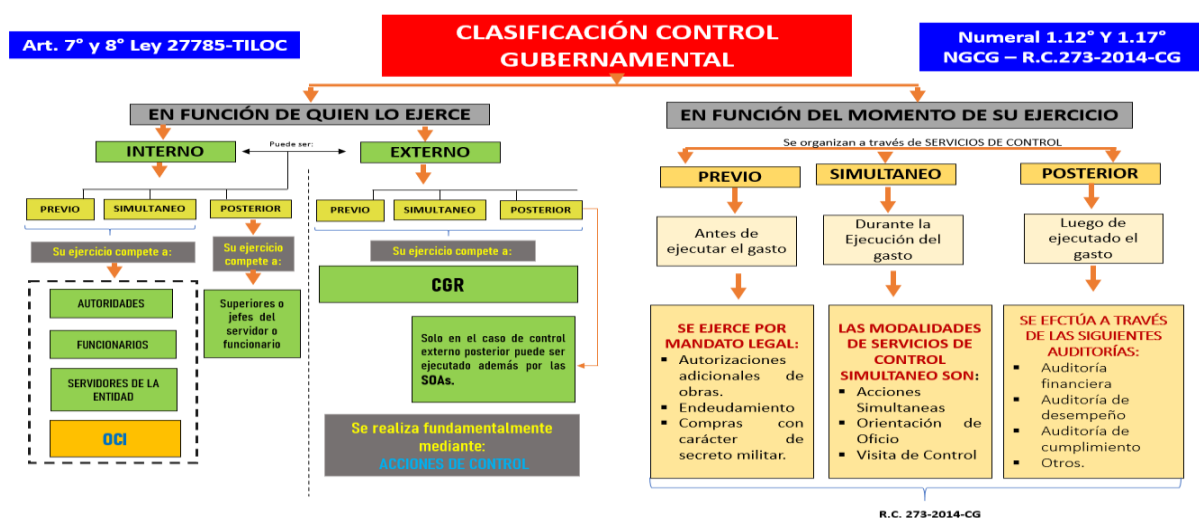 Art. 7° y 8° Ley 27785-TILOC
CLASIFICACIÓN CONTROL
GUBERNAMENTAL
Numeral 1.12° Y 1.17°
NGCG – R.C.273-2014-CG
EN FUNCIÓN DE QUIEN LO EJERCE
INTERNO
Puede ser:
EXTERNO
PREVIO
SIMULTANEO
POSTERIOR
PREVIO
SIMULTANEO
POSTERIOR
Su ejercicio compete a:
Su ejercicio
compete a:
Su ejercicio compete a:
AUTORIDADES
FUNCIONARIOS
SERVIDORES DE LA
ENTIDAD
OCI
Superiores o
jefes del
servidor o
funcionario
CGR
Solo en el caso de control
externo posterior puede ser
ejecutado además por las
SOAs.
Se realiza fundamentalmente
mediante:
ACCIONES DE CONTROL
EN FUNCIÓN DEL MOMENTO DE SU EJERCICIO
Se organizan a través de SERVICIOS DE CONTROL
PREVIO
SIMULTANEO
POSTERIOR
Antes de
ejecutar el gasto
Durante la
Ejecución del
gasto
Luego de
ejecutado el
gasto
SE EJERCE POR
MANDATO LEGAL:
▪ Autorizaciones
adicionales de
obras.
▪ Endeudamiento
▪ Compras con
carácter de
secreto militar.
LAS MODALIDADES
DE SERVICIOS DE
CONTROL
SIMULTANEO SON:
▪ Acciones
Simultaneas
▪ Orientación de
Oficio
▪ Visita de Control
SE EFCTÚA A TRAVÉS
DE LAS SIGUIENTES
AUDITORÍAS:
▪ Auditoría
financiera
▪ Auditoría de
desempeño
▪ Auditoría de
cumplimiento
▪ Otros.
R.C. 273-2014-CG